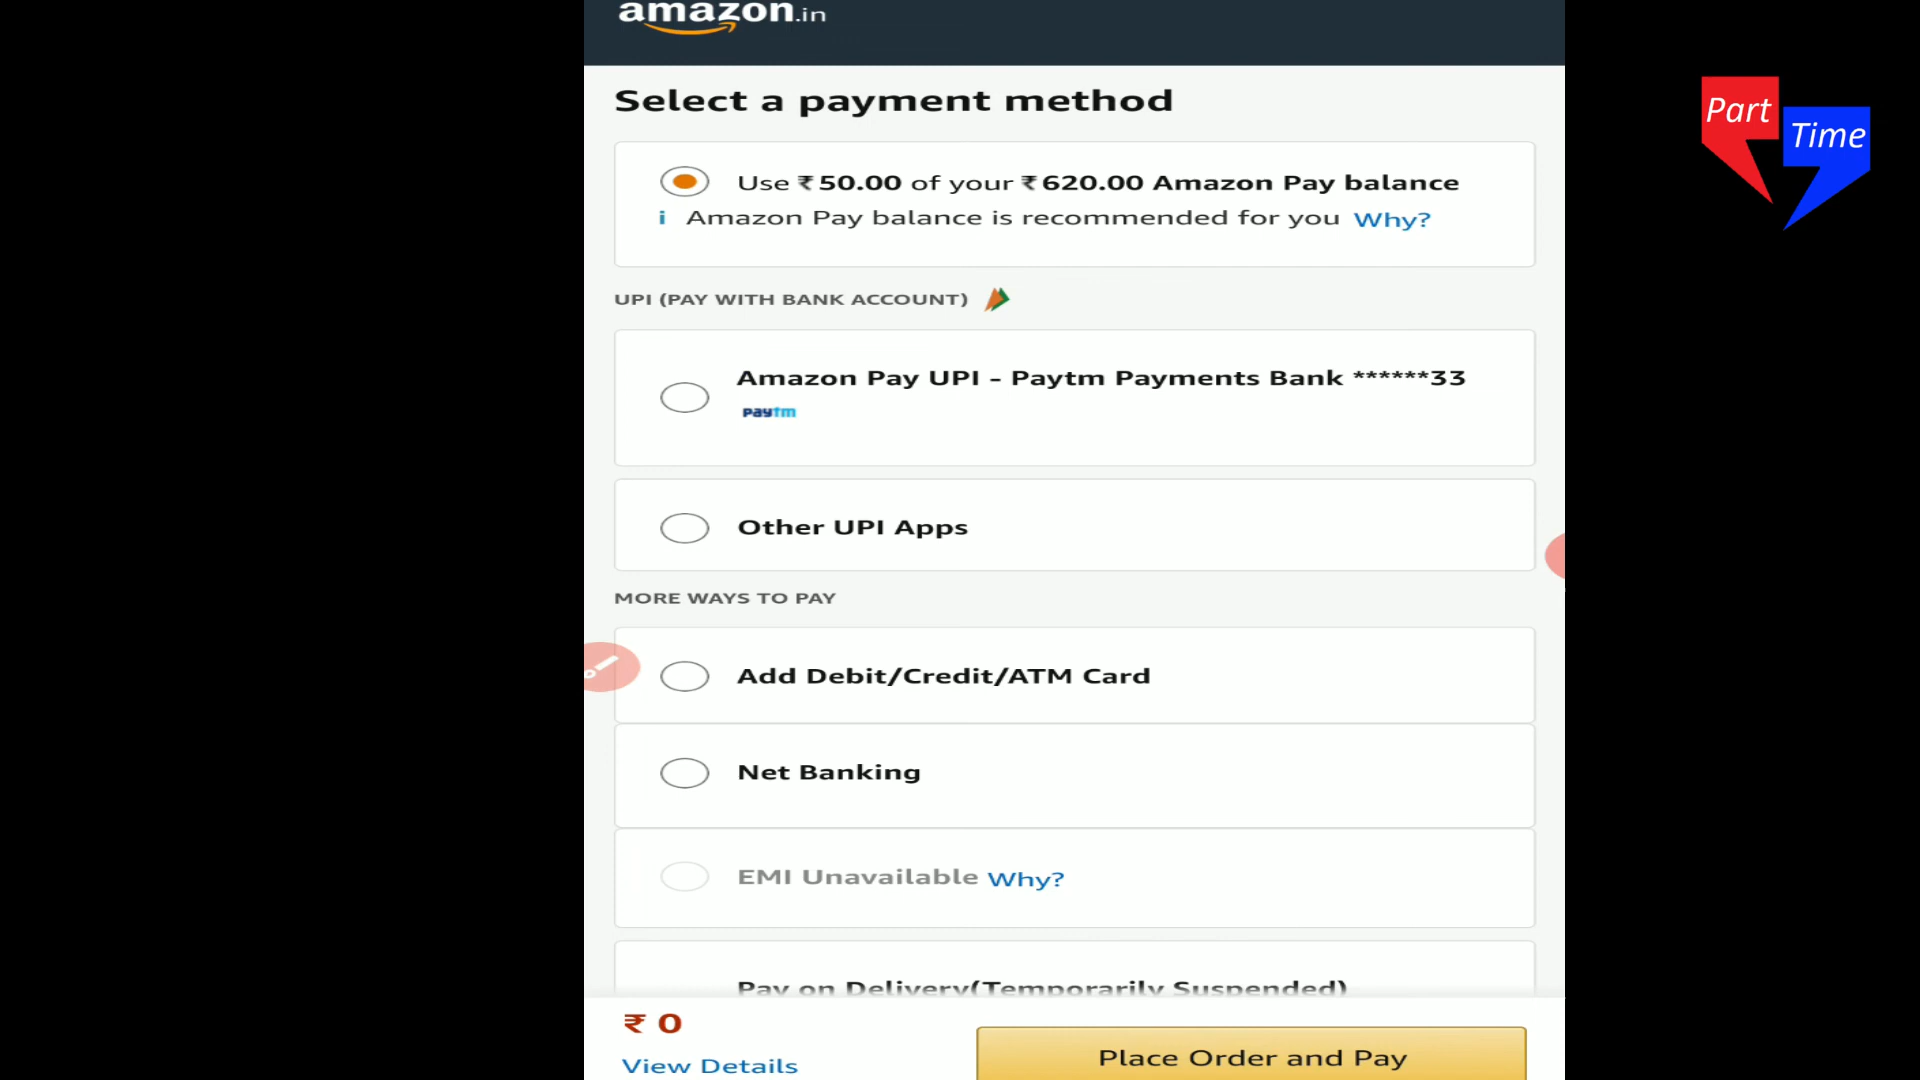 amazon.in
Part
Time
Select a payment method
Use ₹50.00 of your ₹620.00 Amazon Pay balance
i Amazon Pay balance is recommended for you Why?
UPI (PAY WITH BANK ACCOUNT)
Amazon Pay UPI - Paytm Payments Bank ******33
paytm
Other UPI Apps
MORE WAYS TO PAY
Add Debit/Credit/ATM Card
Net Banking
EMI Unavailable Why?
Pay on Delivery(Temporarily Suspended)
₹ 0
View Details
Place Order and Pay